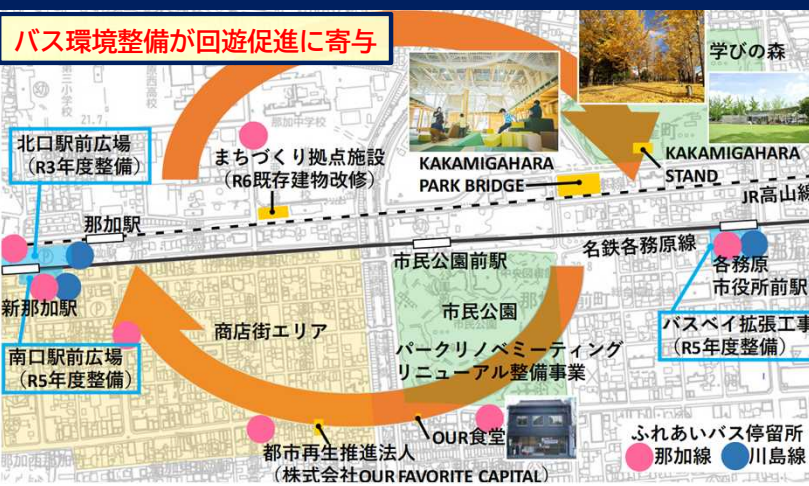 バス環境整備が回遊促進に寄与
学びの森
北口駅前広場
(R3年度整備)
まちづくり拠点施設
(R6既存建物改修)
那加中学校
21.7
KAKAMIGAHARA
PARK BRIDGE
KAKAMIGAHARA
STAND
JR高山線
那加駅
名鉄各務原線
市民公園前駅
各務原
市役所前駅
新那加駅
商店街エリア
市民公園
バスベイ拡張工事
(R5年度整備)
南口駅前広場
(R5年度整備)
パークリノベミーティング
リニューアル整備事業
OUR食堂
都市再生推進法人
(株式会社OUR FAVORITE CAPITAL)
ふれあいバス停留所
那加線 川島線